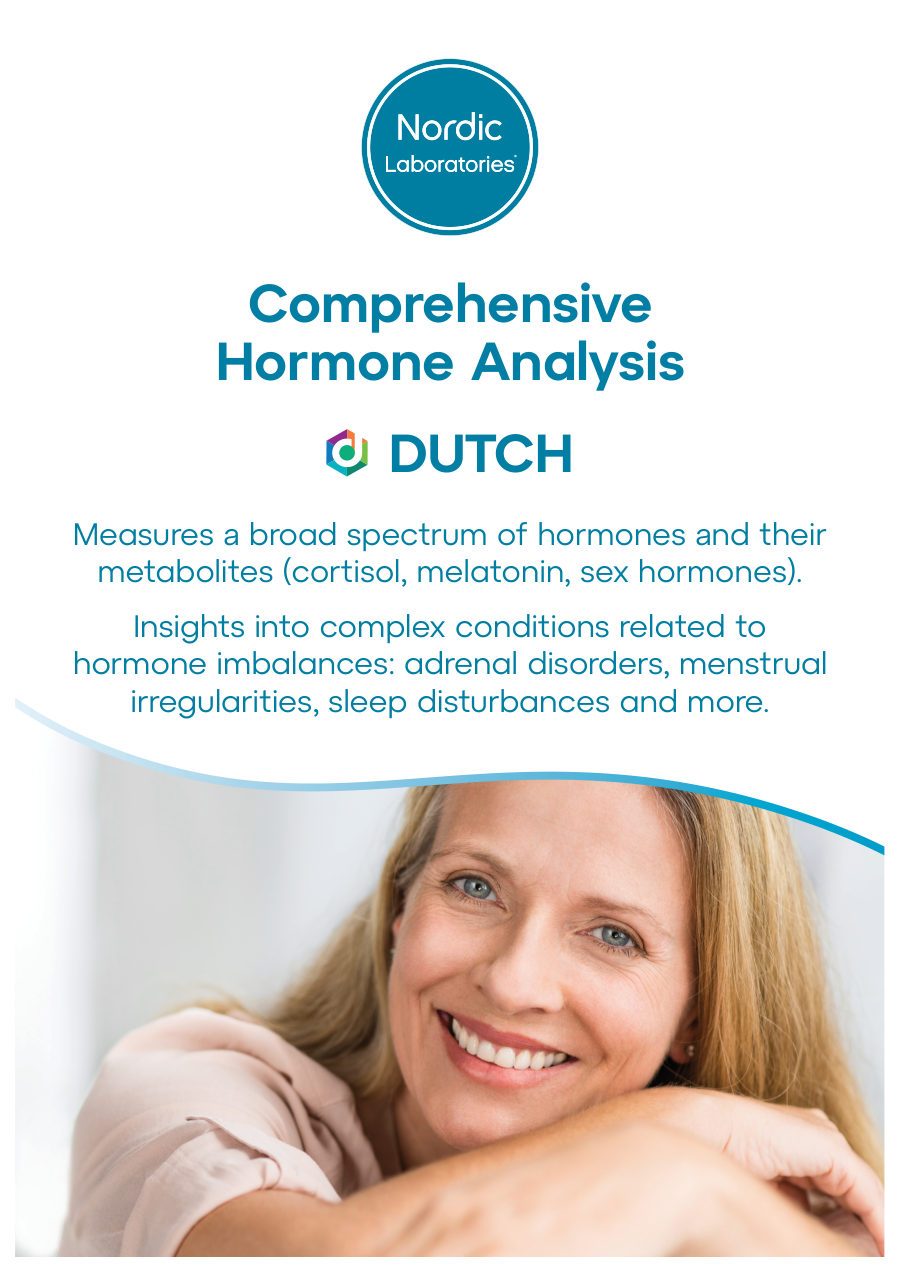 Nordic
Laboratories
Comprehensive
Hormone Analysis
DUTCH
Measures a broad spectrum of hormones and their
metabolites (cortisol, melatonin, sex hormones).
Insights into complex conditions related to
hormone imbalances: adrenal disorders, menstrual
irregularities, sleep disturbances and more.